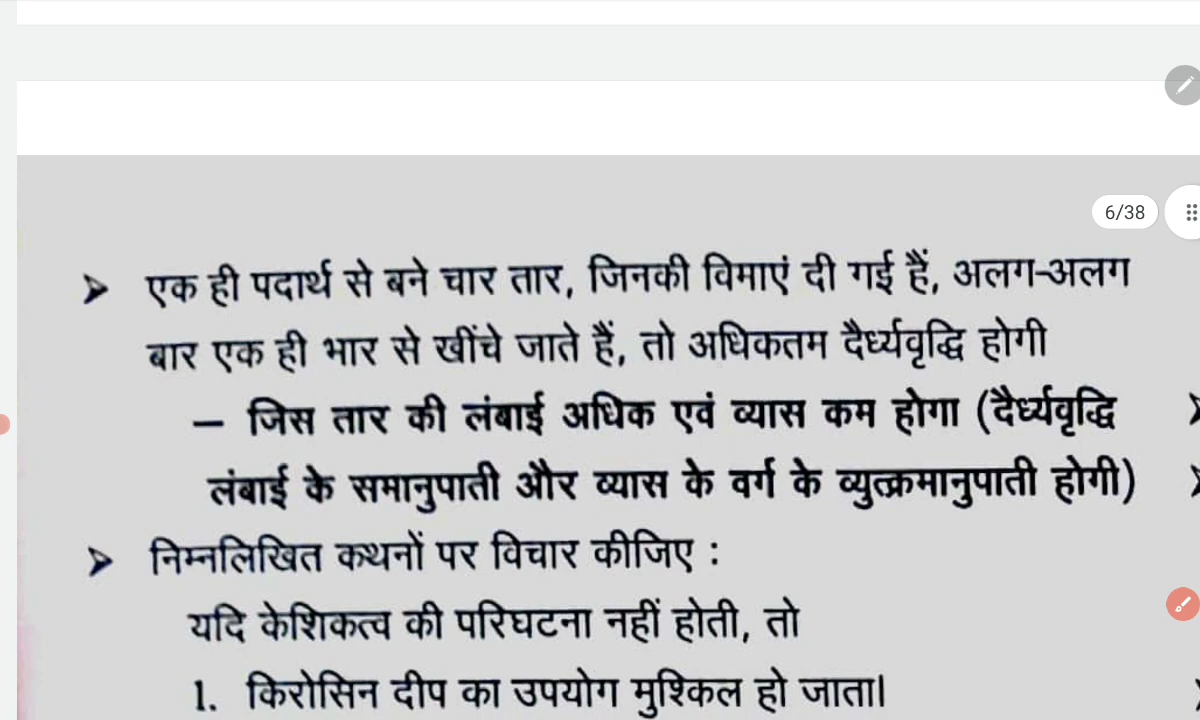 6/38
➤ एक ही पदार्थ से बने चार तार, जिनकी विमाएं दी गई हैं, अलग-अलग
बार एक ही भार से खींचे जाते हैं, तो अधिकतम दैर्ध्यवृद्धि होगी
– जिस तार की लंबाई अधिक एवं व्यास कम होगा (दैर्ध्यवृद्धि
लंबाई के समानुपाती और व्यास के वर्ग के व्युत्क्रमानुपाती होगी)
➤ निम्नलिखित कथनों पर विचार कीजिए :
यदि केशिकत्व की परिघटना नहीं होती, तो
1. किरोसिन दीप का उपयोग मुश्किल हो जाता।